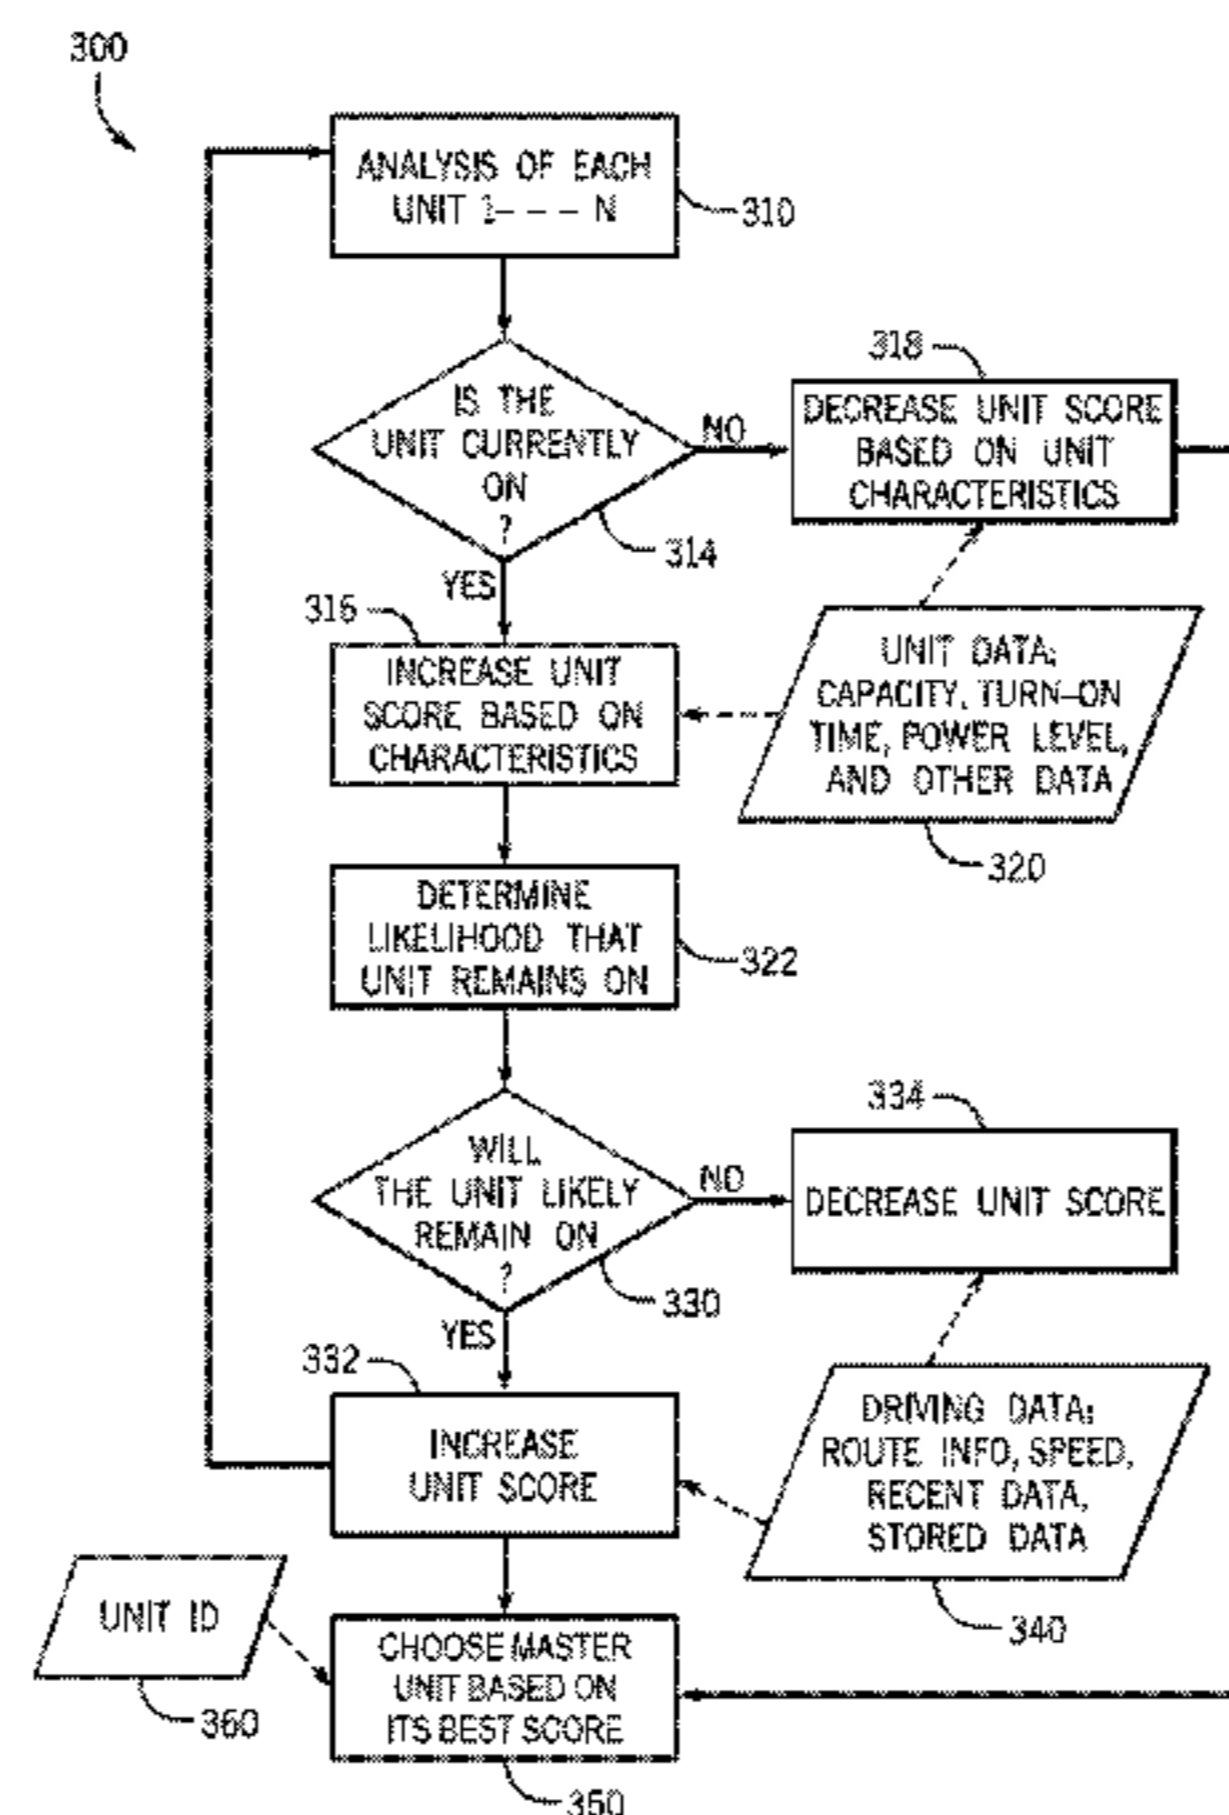 300
ANALYSIS OF EACH
UNIT 1---- N
310
IS THE
UNIT CURRENTLY
ON
?
314
NO
YES
318
DECREASE UNIT SCORE
BASED ON UNIT
CHARACTERISTICS
316
INCREASE UNIT
SCORE BASED ON
CHARACTERISTICS
UNIT DATA:
CAPACITY, TURN-ON
TIME, POWER LEVEL,
AND OTHER DATA
320
DETERMINE
LIKELIHOOD THAT
UNIT REMAINS ON
322
WILL
THE UNIT LIKELY
REMAIN ON
?
330
NO
YES
334
DECREASE UNIT SCORE
332
INCREASE
UNIT SCORE
DRIVING DATA:
ROUTE INFO, SPEED,
RECENT DATA,
STORED DATA
340
UNIT ID
360
CHOOSE MASTER
UNIT BASED ON
ITS BEST SCORE
350